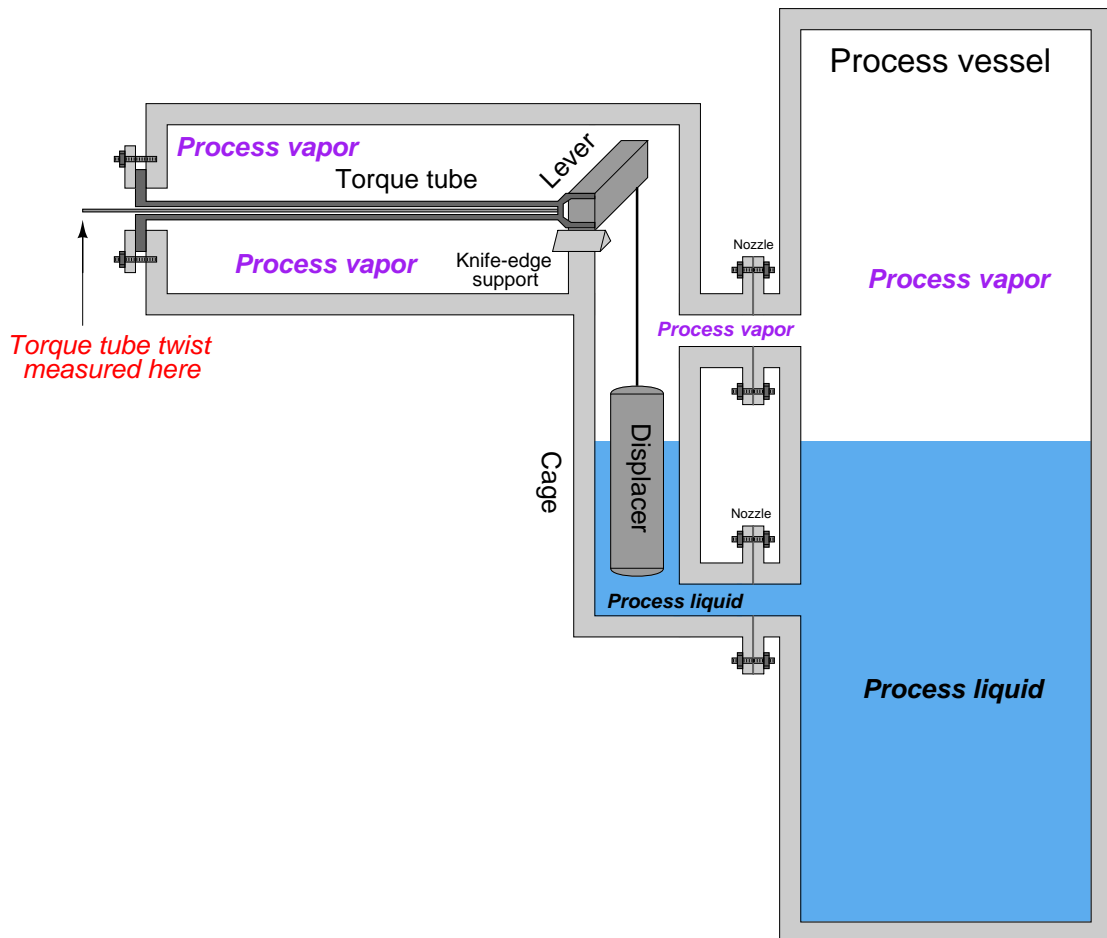 Process vessel
Process vapor
Lever
Torque tube
Nozzle
Process vapor
Knife-edge
support
Process vapor
Process vapor
Torque tube twist
measured here
Displacer
Cage
Nozzle
Process liquid
Process liquid